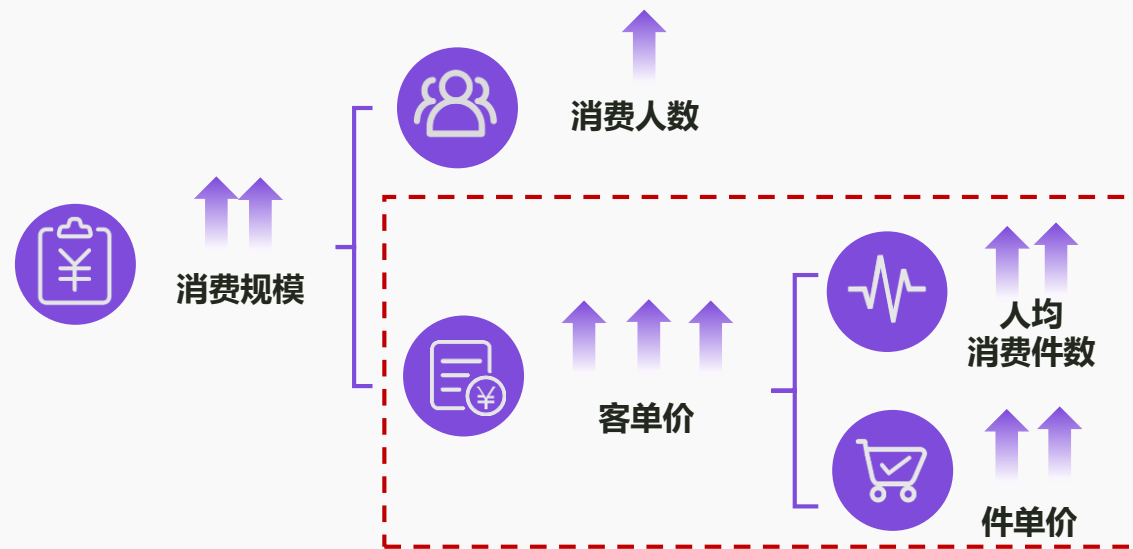 消费人数
消费规模
人均
消费件数
客单价
件单价